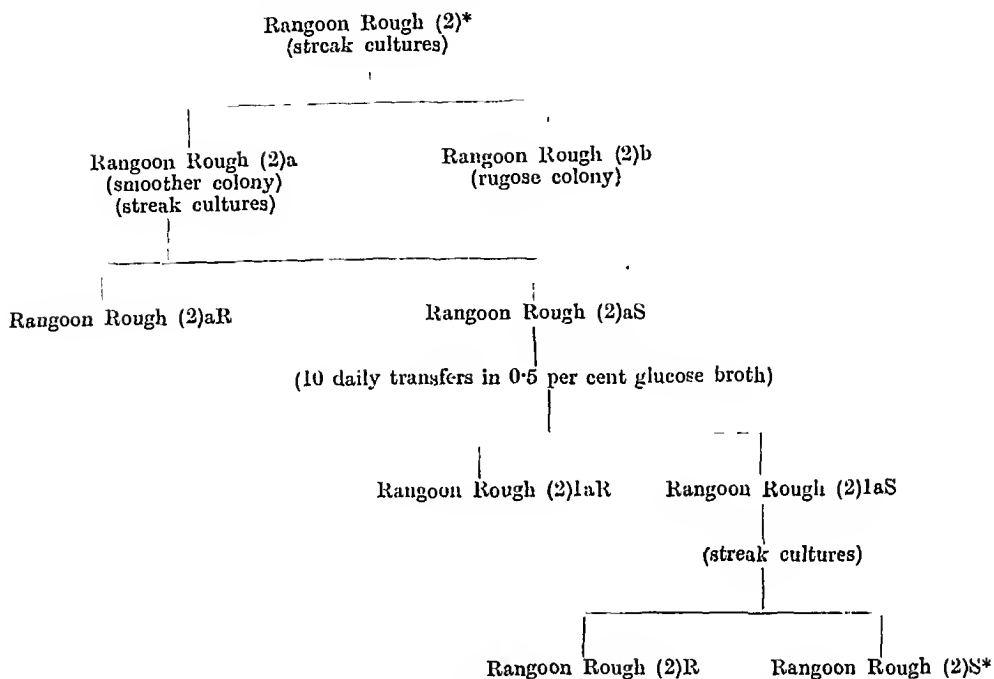 Rangoon Rough (2)*
(streak cultures)
Rangoon Rough (2)a
(smoother colony)
(streak cultures)
Rangoon Rough (2)b
(rugose colony)
Rangoon Rough (2)aR
Rangoon Rough (2)aS
(10 daily transfers in 0·5 per cent glucose broth)
Rangoon Rough (2)1aR
Rangoon Rough (2)1aS
(streak cultures)
Rangoon Rough (2)R
Rangoon Rough (2)S*